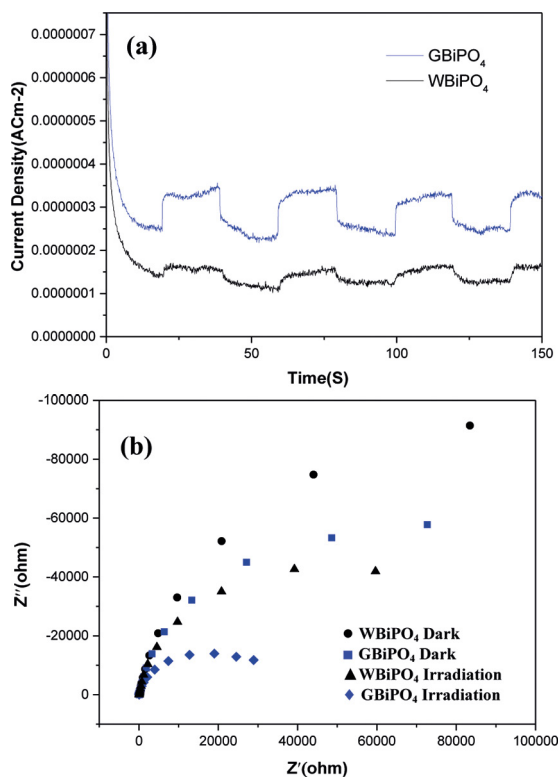 (a)
GBiPO₄
WBiPO₄
Current Density(ACm-2)
0.0000007
0.0000006
0.0000005
0.0000004
0.0000003
0.0000002
0.0000001
0.0000000
0 50 100 150
Time(S)
(b)
Z''(ohm)
-100000
-80000
-60000
-40000
-20000
0
WBiPO₄ Dark
GBiPO₄ Dark
WBiPO₄ Irradiation
GBiPO₄ Irradiation
0 20000 40000 60000 80000 100000
Z'(ohm)